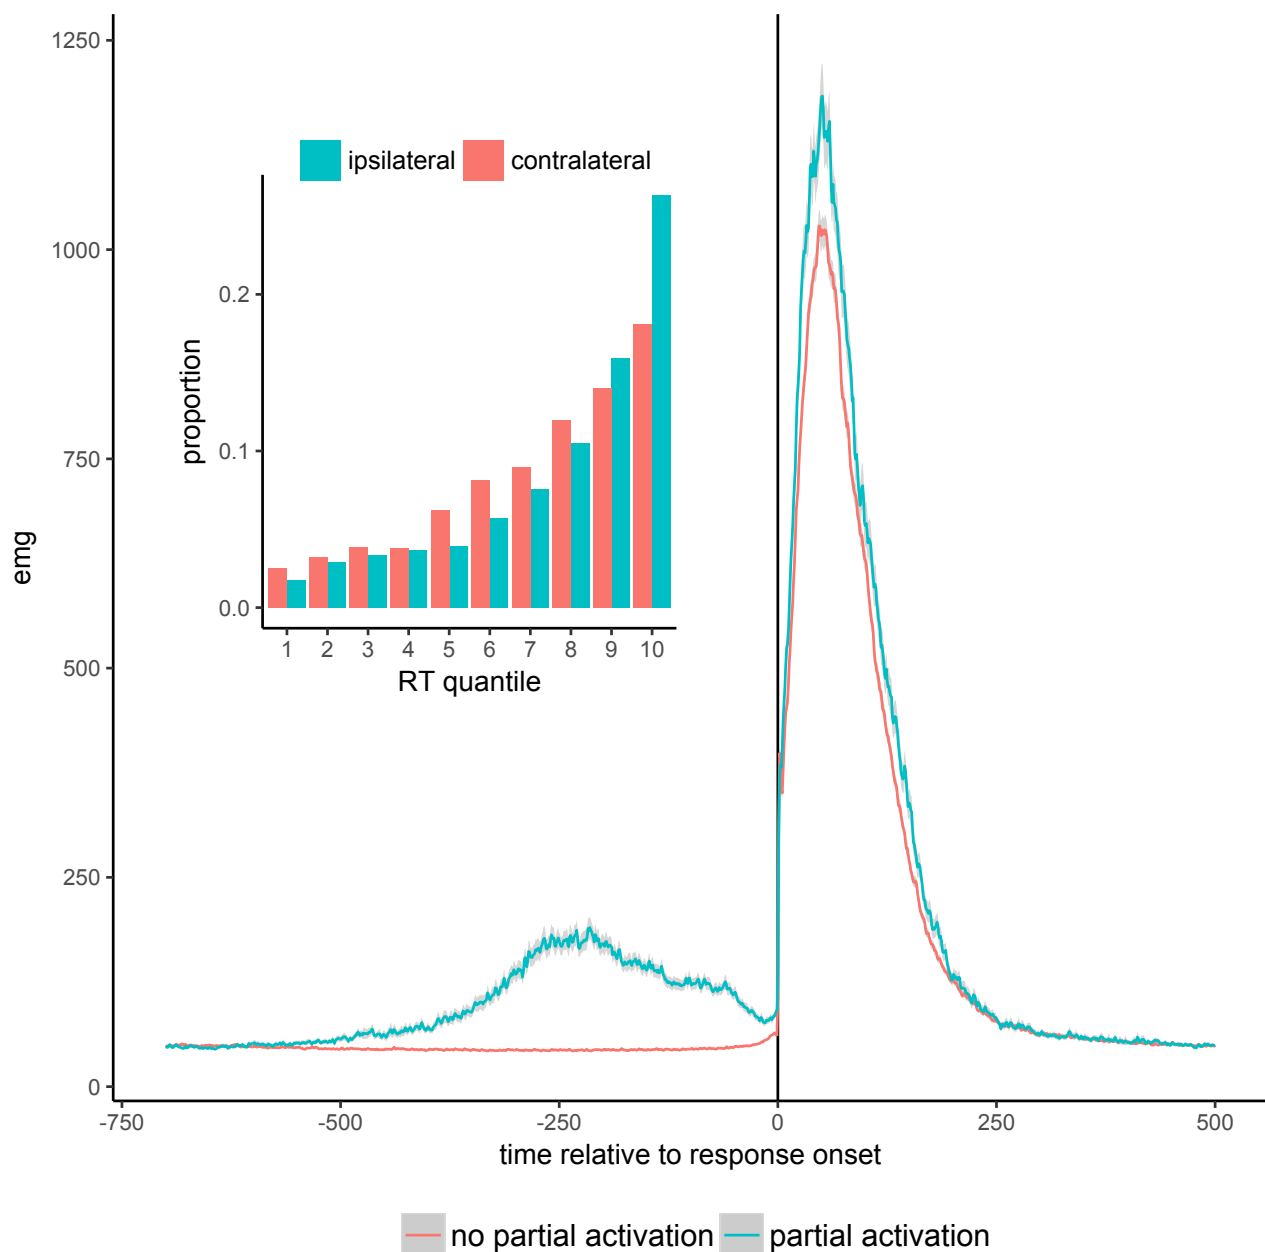 1250
1000
750
500
250
0
emg
ipsilateral contralateral
0.2
0.1
0.0
proportion
1 2 3 4 5 6 7 8 9 10
RT quantile
-750 -500 -250 0 250 500
time relative to response onset
no partial activation partial activation